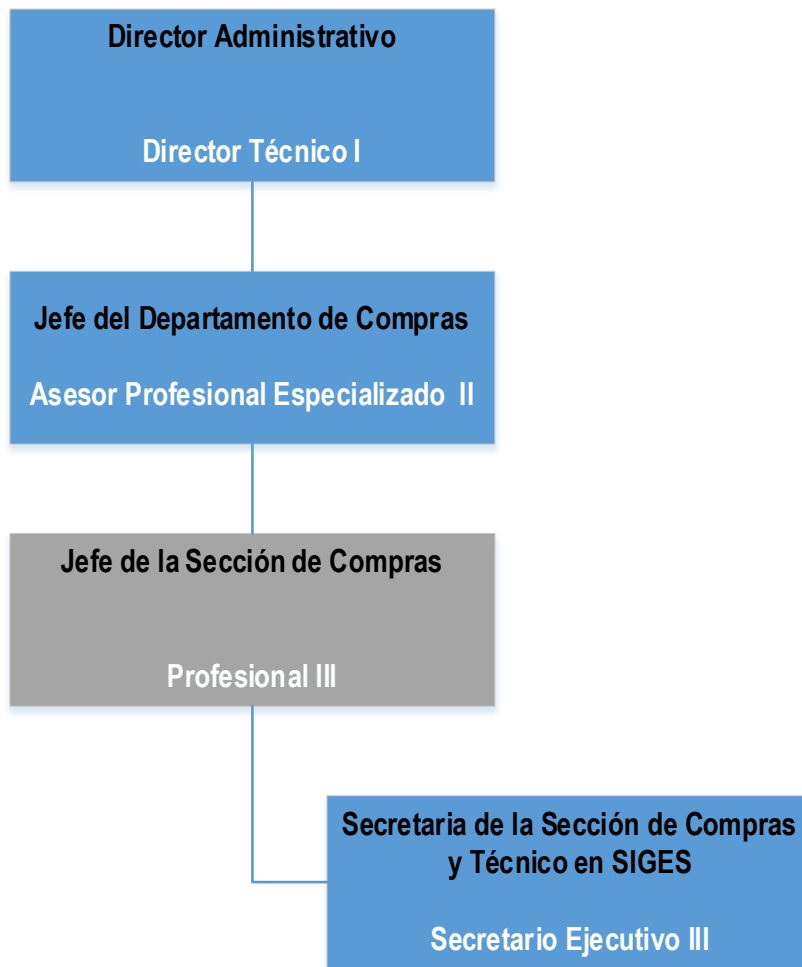 Director Administrativo
Director Técnico I
Jefe del Departamento de Compras
Asesor Profesional Especializado II
Jefe de la Sección de Compras
Profesional III
Secretaria de la Sección de Compras
y Técnico en SIGES
Secretario Ejecutivo III